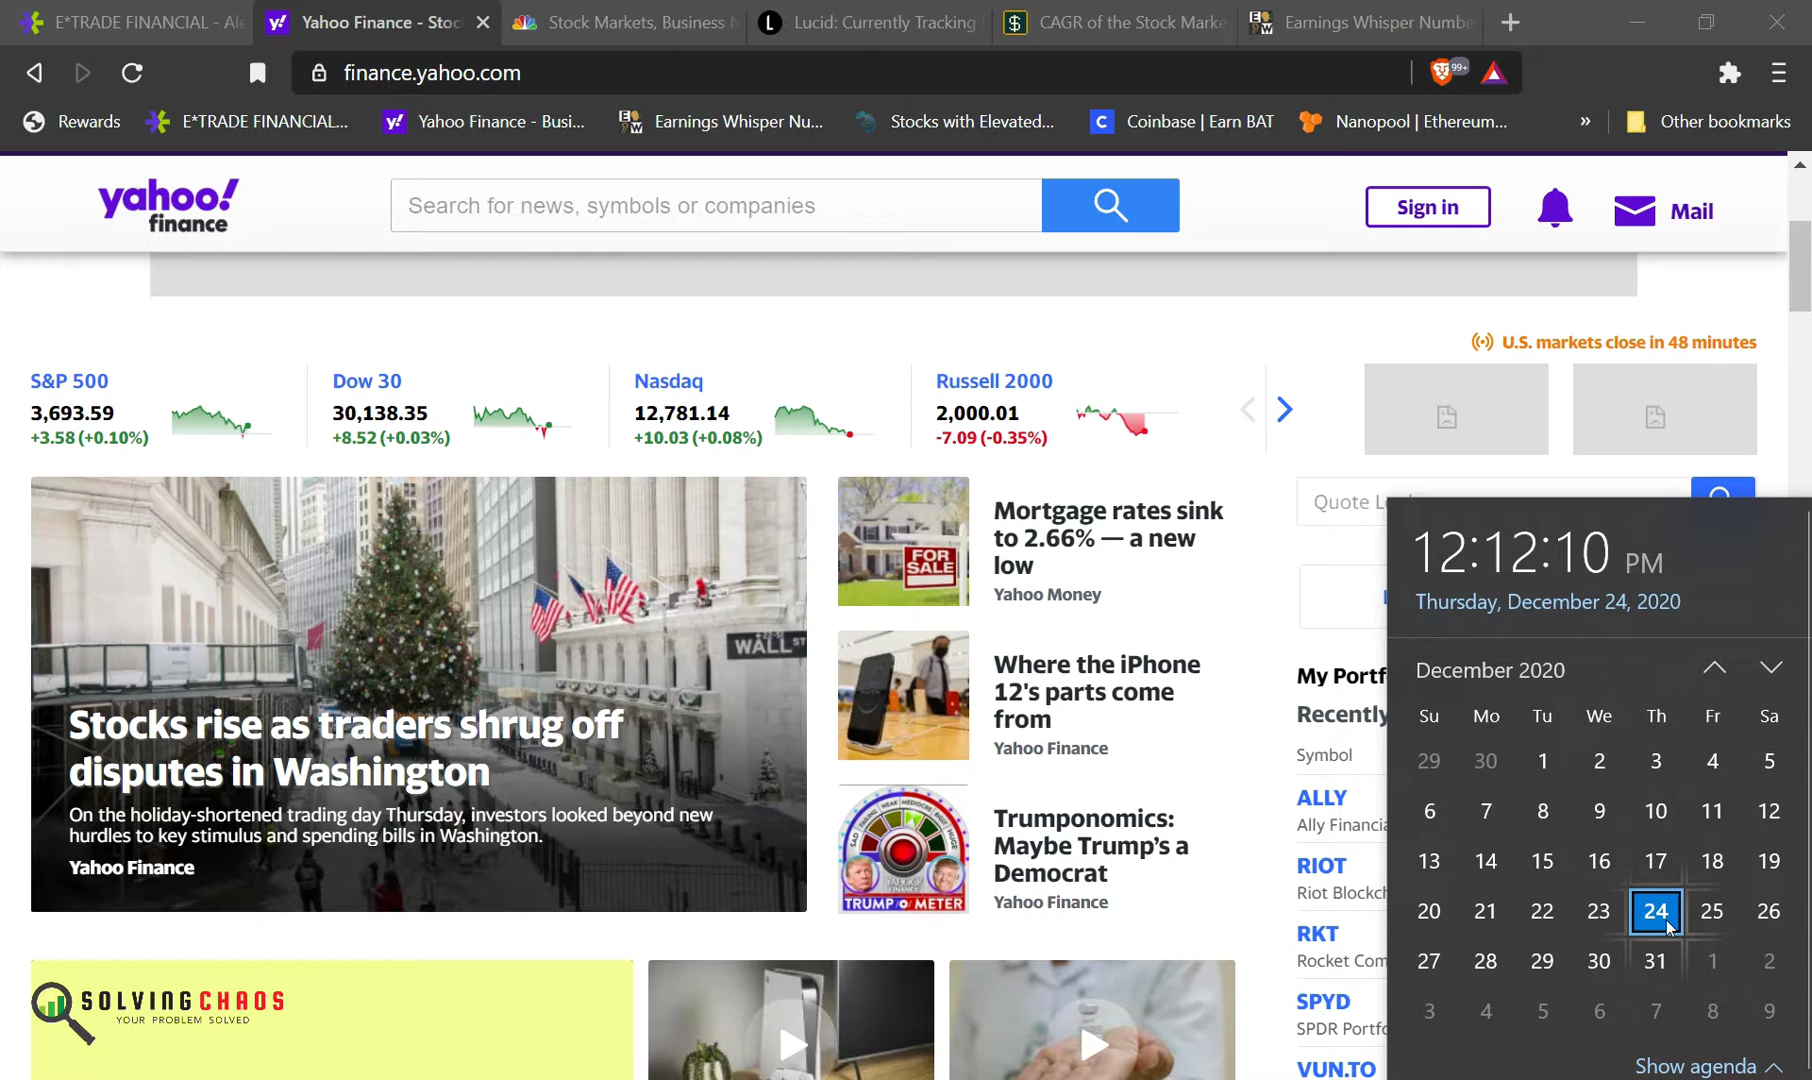 E*TRADE FINANCIAL - Ale
Yahoo Finance - Stoc
Stock Markets, Business N
Lucid: Currently Tracking
CAGR of the Stock Marke
Earnings Whisper Numbe
finance.yahoo.com
99+
Rewards
E*TRADE FINANCIAL...
Yahoo Finance - Busi...
Earnings Whisper Nu...
Stocks with Elevated...
Coinbase | Earn BAT
Nanopool | Ethereum...
»
Other bookmarks
yahoo!
finance
Search for news, symbols or companies
Sign in
Mail
U.S. markets close in 48 minutes
S&P 500
3,693.59
+3.58 (+0.10%)
Dow 30
30,138.35
+8.52 (+0.03%)
Nasdaq
12,781.14
+10.03 (+0.08%)
Russell 2000
2,000.01
-7.09 (-0.35%)
WALL ST
Stocks rise as traders shrug off
disputes in Washington
On the holiday-shortened trading day Thursday, investors looked beyond new
hurdles to key stimulus and spending bills in Washington.
Yahoo Finance
FOR
SALE
Mortgage rates sink
to 2.66% — a new
low
Yahoo Money
Where the iPhone
12's parts come
from
Yahoo Finance
TRUMP/O/METER
Trumponomics:
Maybe Trump's a
Democrat
Yahoo Finance
Quote L
My Portf
Recently
Symbol
ALLY
Ally Financia
RIOT
Riot Blockch
RKT
Rocket Com
SPYD
SPDR Portfo
VUN.TO
12:12:10 PM
Thursday, December 24, 2020
December 2020
Su Mo Tu We Th Fr Sa
29 30 1 2 3 4 5
6 7 8 9 10 11 12
13 14 15 16 17 18 19
20 21 22 23 24 25 26
27 28 29 30 31 1 2
3 4 5 6 7 8 9
Show agenda
SOLVINGCHAOS
YOUR PROBLEM SOLVED